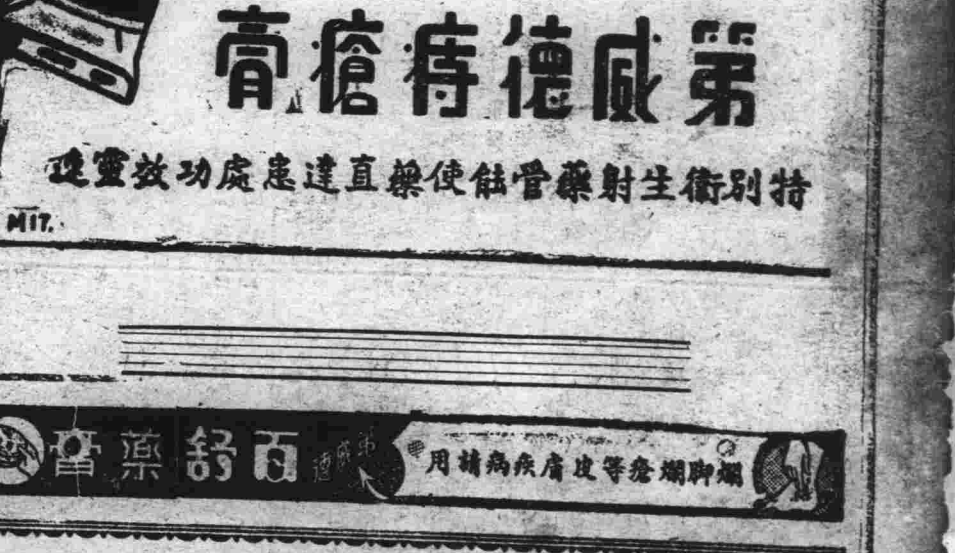 第威德痔瘡膏
特別衛生射藥管能使藥直達患處功效靈速
M17.
爛脚爛瘡等皮膚疾病請用
百舒藥膏